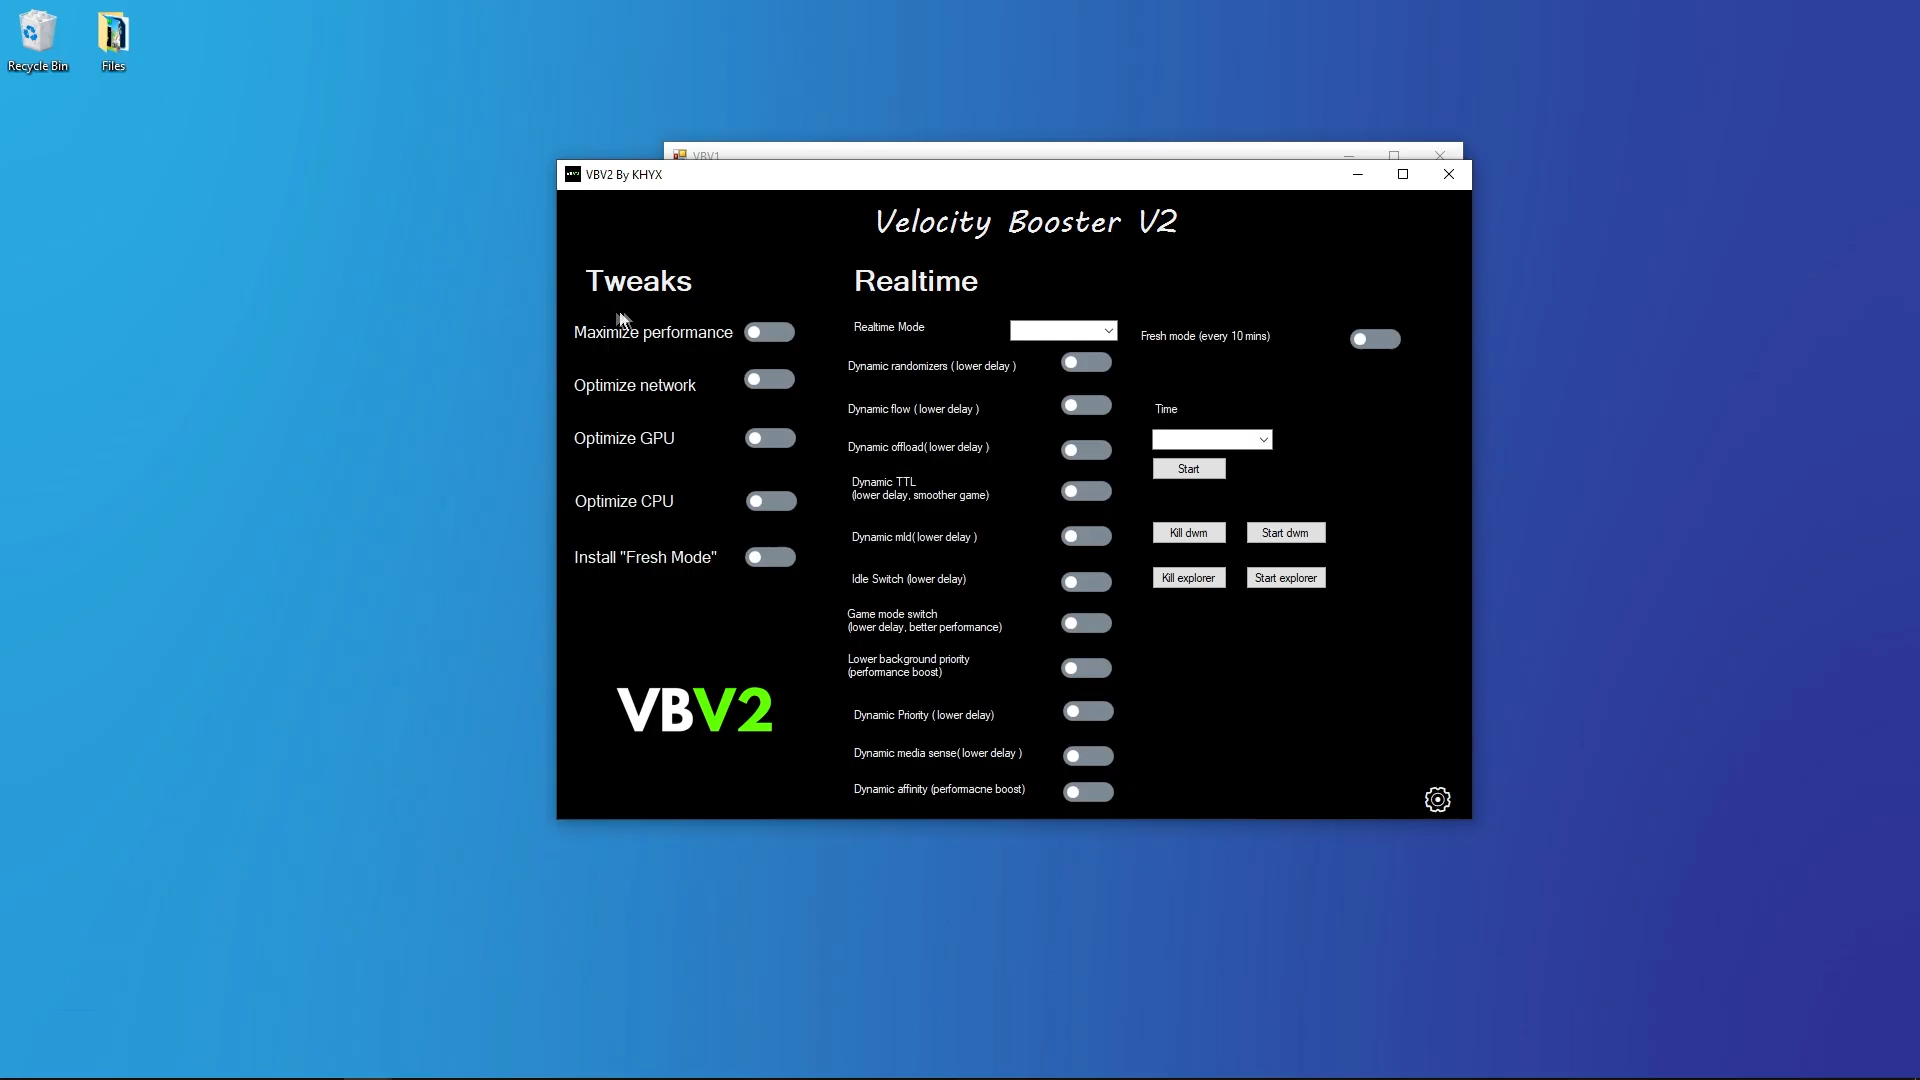 Recycle Bin
Files
VBV1
VBV2 By KHYX
Velocity Booster V2
Tweaks
Maximize performance
Optimize network
Optimize GPU
Optimize CPU
Install "Fresh Mode"
VBV2
Realtime
Realtime Mode
Dynamic randomizers ( lower delay )
Dynamic flow ( lower delay )
Dynamic offload( lower delay )
Dynamic TTL
(lower delay, smoother game)
Dynamic mld( lower delay )
Idle Switch (lower delay)
Game mode switch
(lower delay, better performance)
Lower background priority
(performance boost)
Dynamic Priority ( lower delay)
Dynamic media sense( lower delay )
Dynamic affinity (performacne boost)
Fresh mode (every 10 mins)
Time
Start
Kill dwm
Start dwm
Kill explorer
Start explorer